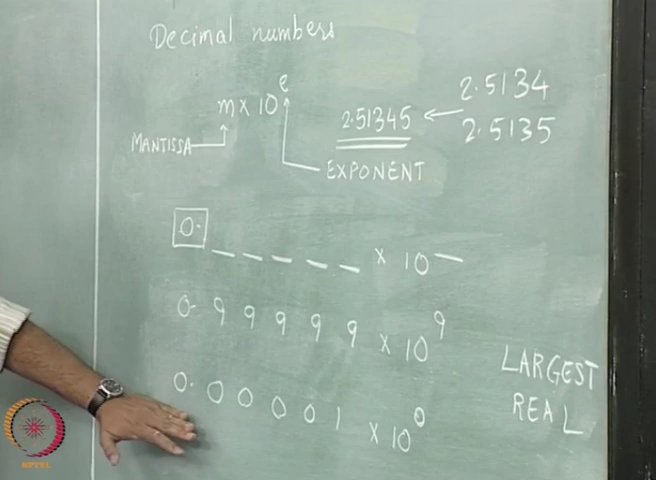 Decimal numbers
m × 10^e
2.5134
2.51345 ← 2.5135
MANTISSA
EXPONENT
0. _ _ _ _ _ × 10^_
0. 9 9 9 9 9 × 10^9
LARGEST
REAL
0. 0 0 0 0 1 × 10^0
NPTEL